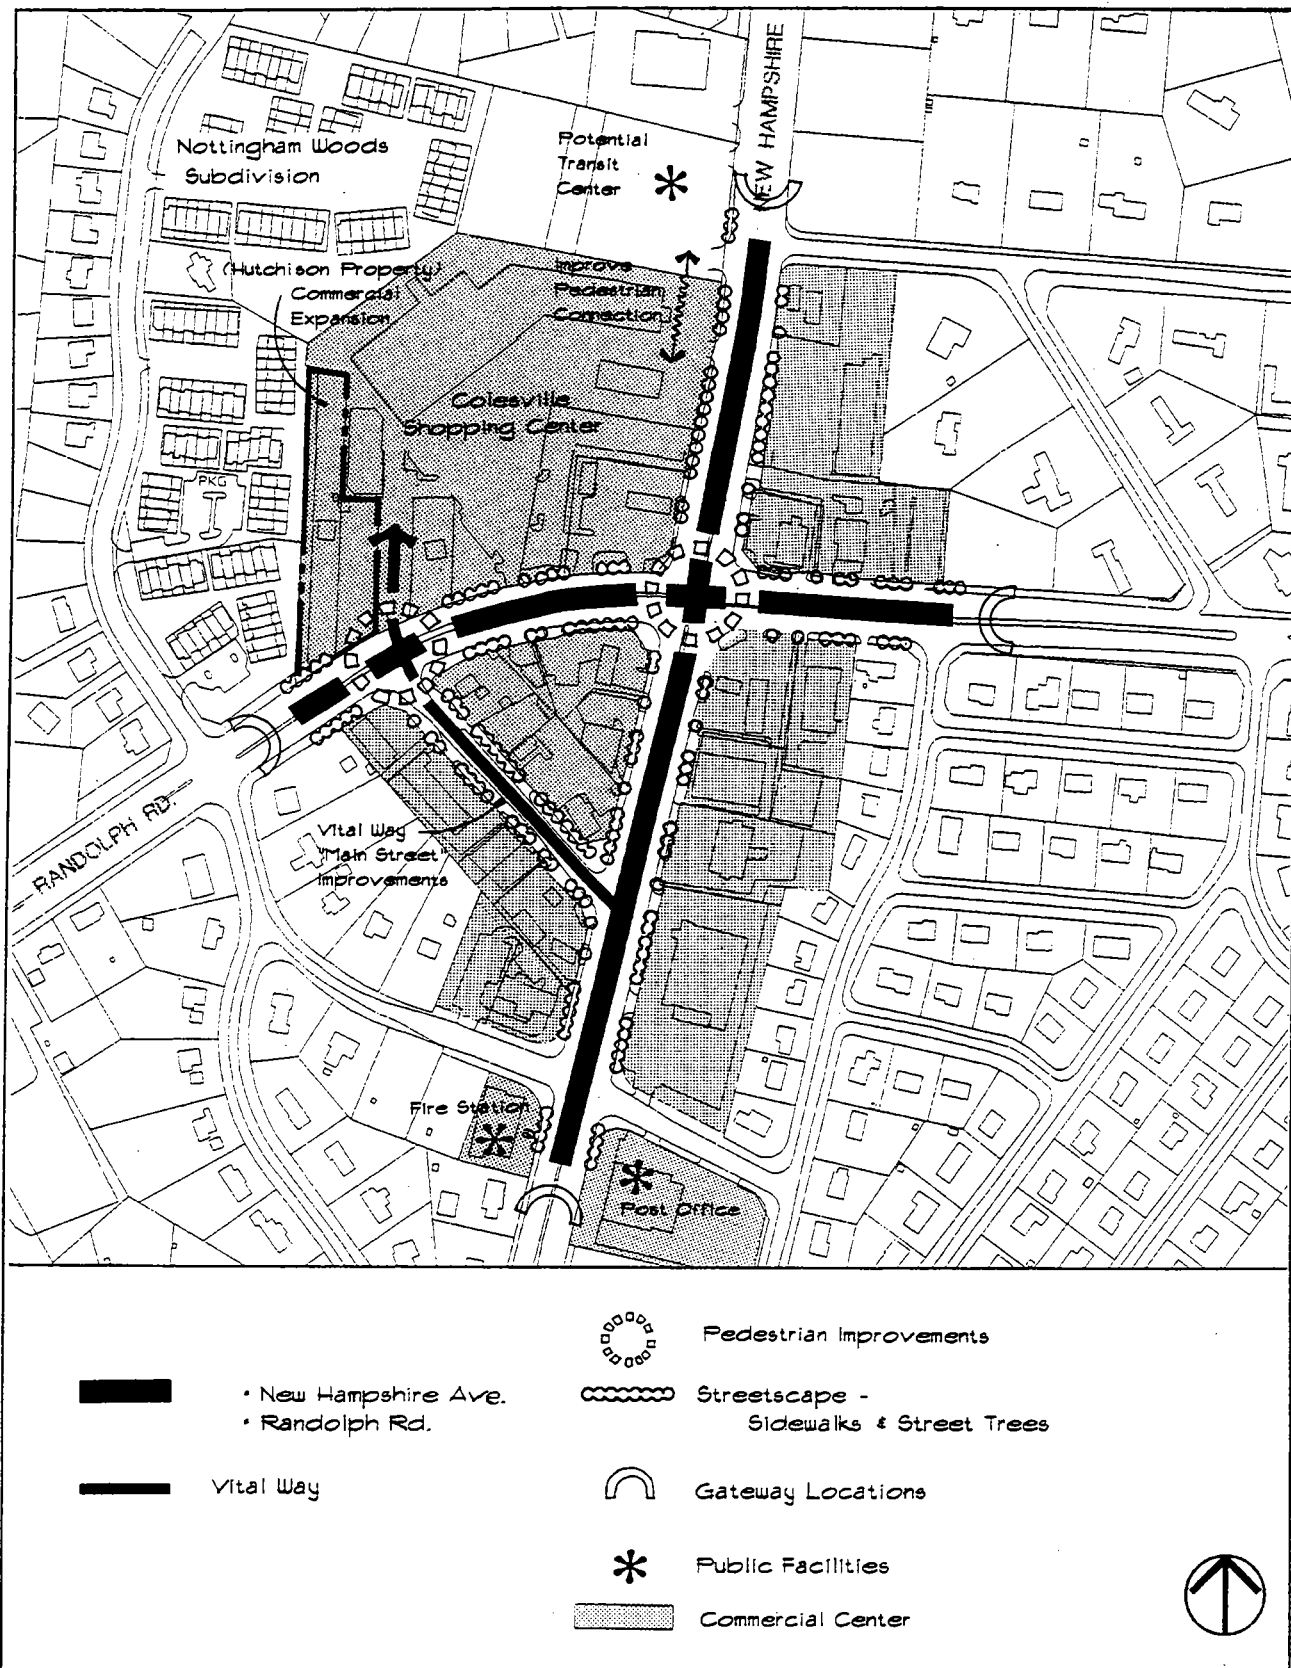 NEW HAMPSHIRE
Potential
Transit
Center
Nottingham Woods
Subdivision
(Hutchison Property)
Commercial
Expansion
Improve
Pedestrian
Connection
Colesville
Shopping Center
PKG
RANDOLPH RD.
Vital Way
"Main Street"
Improvements
Fire Station
Post Office
Pedestrian Improvements
• New Hampshire Ave.
• Randolph Rd.
Streetscape -
Sidewalks & Street Trees
Vital Way
Gateway Locations
Public Facilities
Commercial Center